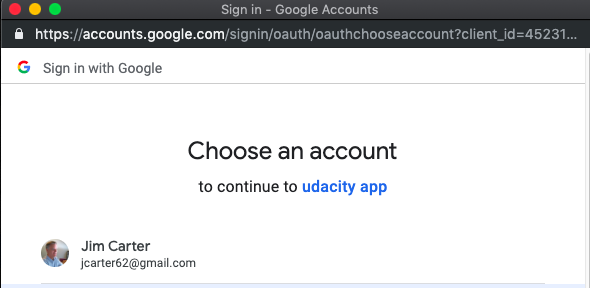 Sign in - Google Accounts
https://accounts.google.com/signin/oauth/oauthchooseaccount?client_id=45231...
Sign in with Google
Choose an account
to continue to udacity app
Jim Carter
jcarter62@gmail.com